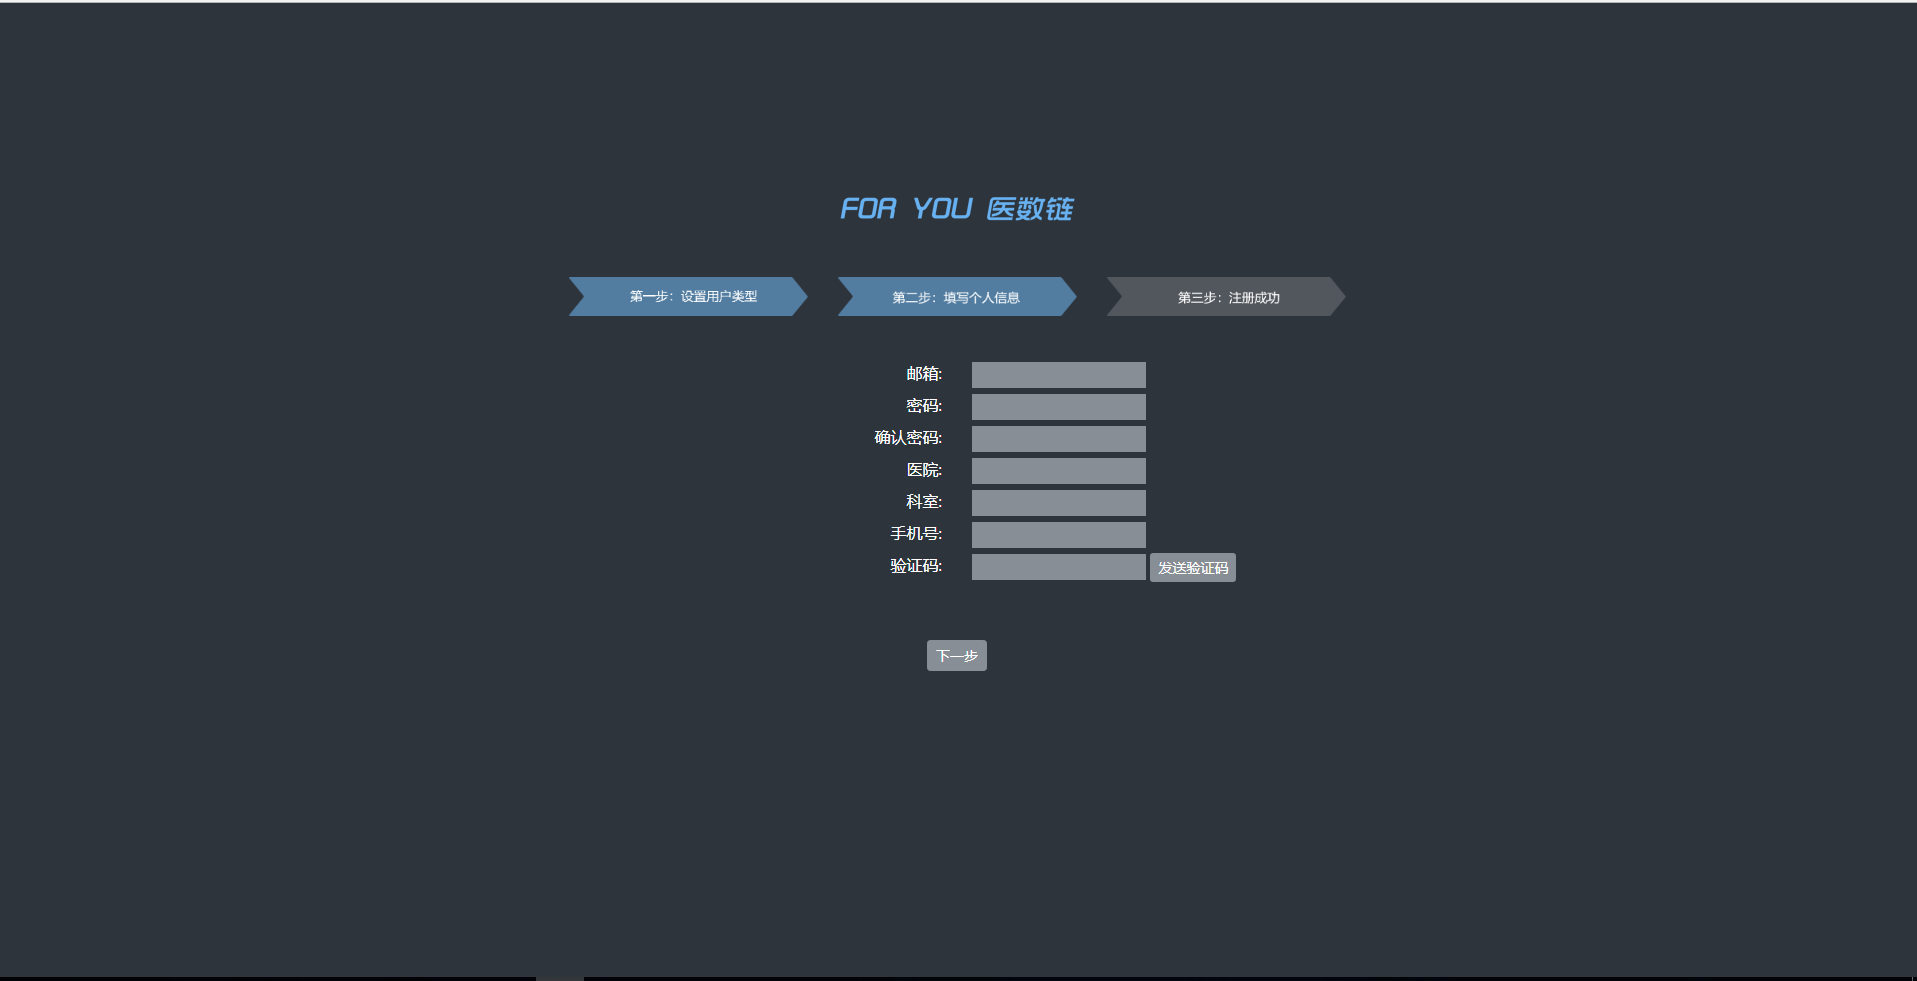 FOR YOU 医数链
第一步：设置用户类型
第二步：填写个人信息
第三步：注册成功
邮箱:
密码:
确认密码:
医院:
科室:
手机号:
验证码: 发送验证码
下一步